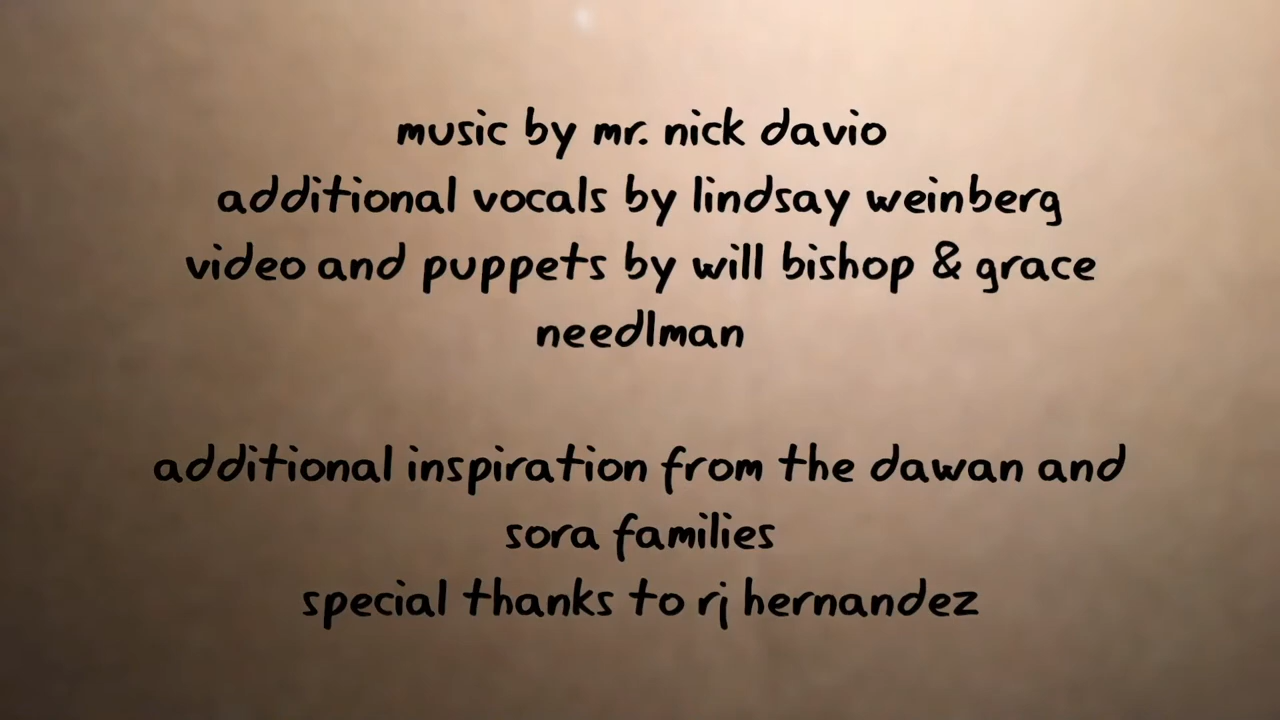 music by mr. nick davio
additional vocals by lindsay weinberg
video and puppets by will bishop & grace
needlman
additional inspiration from the dawan and
sora families
special thanks to rj hernandez